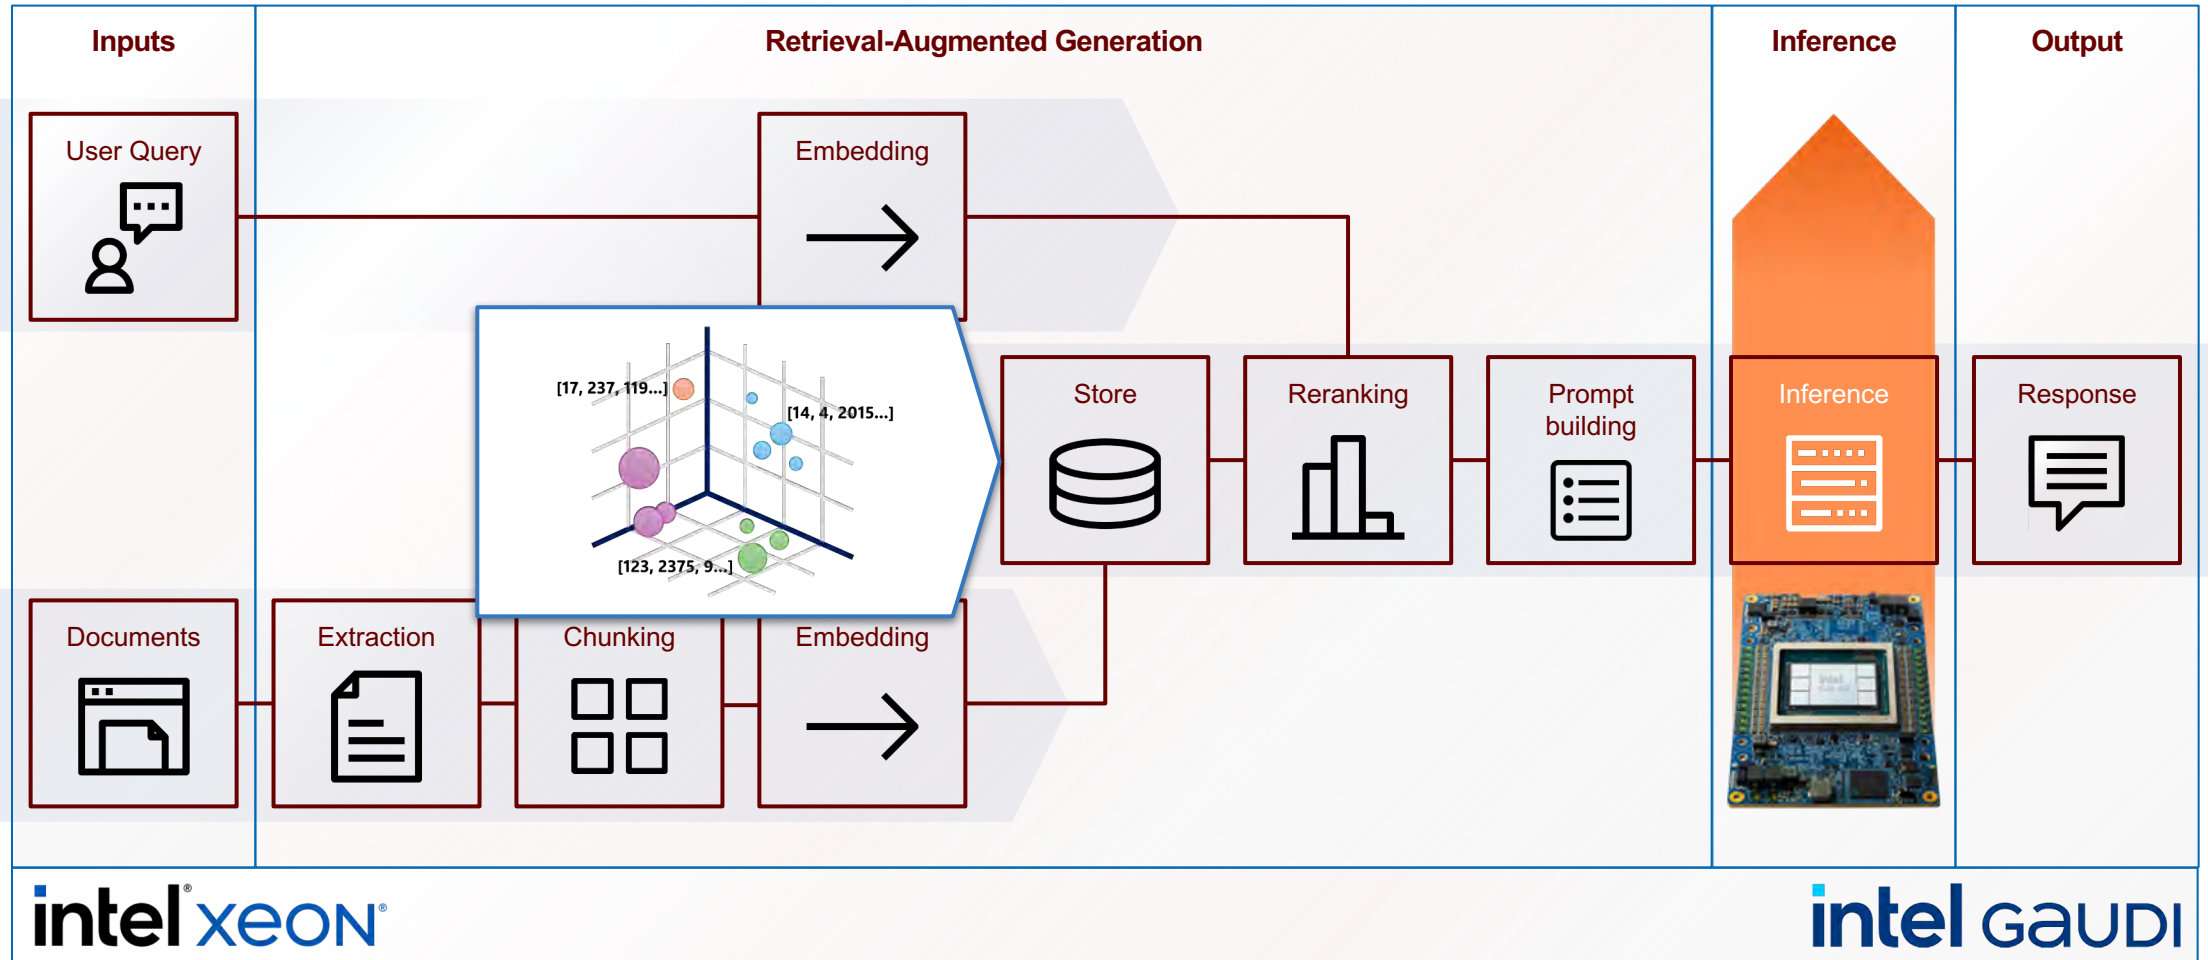 Inputs
Retrieval-Augmented Generation
Inference
Output
User Query
Embedding
[17, 237, 119...]
[14, 4, 2015...]
[123, 2375, 9...]
Store
Reranking
Prompt
building
Inference
Response
Documents
Extraction
Chunking
Embedding
intel
intel® xeon®
intel GAUDI